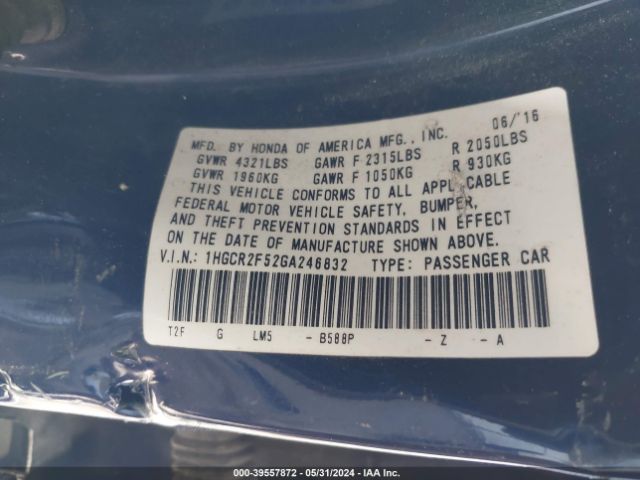 MFD. BY HONDA OF AMERICA MFG., INC. 06/'16
GVWR 4321LBS GAWR F 2315LBS R 2050LBS
GVWR 1960KG GAWR F 1050KG R 930KG
THIS VEHICLE CONFORMS TO ALL APPLICABLE
FEDERAL MOTOR VEHICLE SAFETY, BUMPER,
AND THEFT PREVENTION STANDARDS IN EFFECT
ON THE DATE OF MANUFACTURE SHOWN ABOVE.
V.I.N.: 1HGCR2F52GA246832 TYPE: PASSENGER CAR
T2F G LM5 - B588P - Z - A
000-39557872 - 05/31/2024 - IAA Inc.